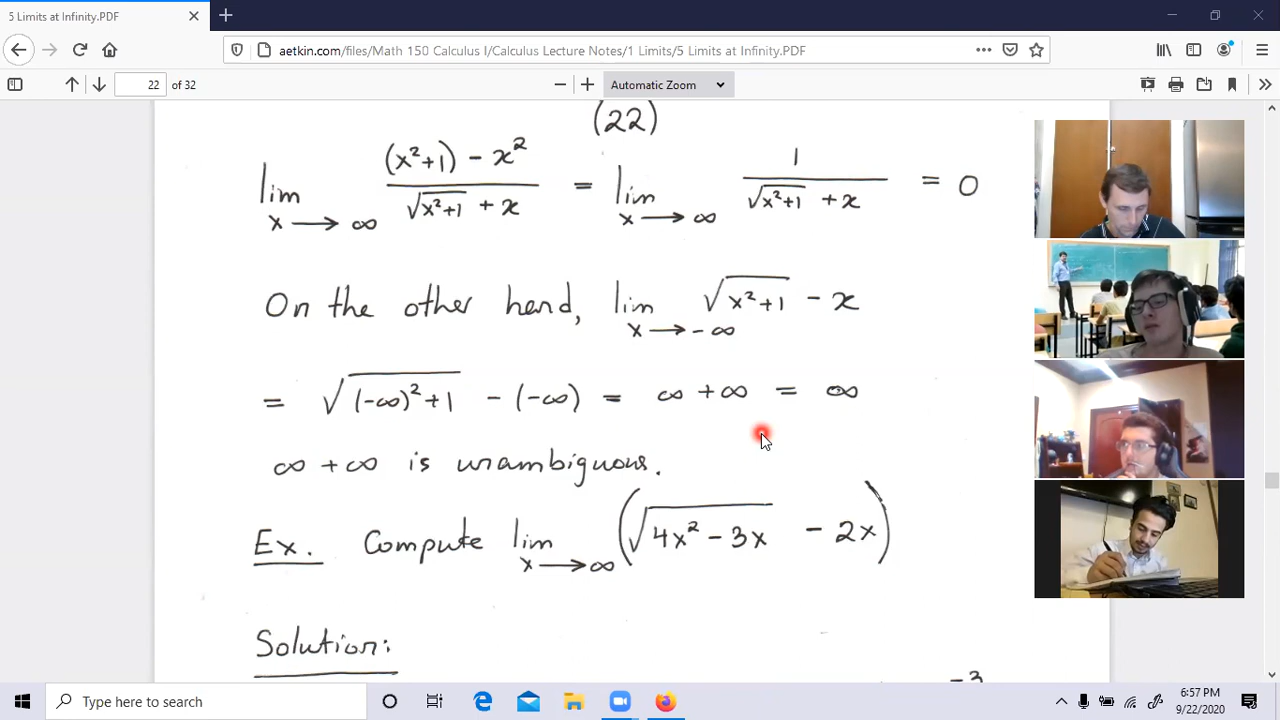 5 Limits at Infinity.PDF
aetkin.com/files/Math 150 Calculus I/Calculus Lecture Notes/1 Limits/5 Limits at Infinity.PDF
22 of 32
Automatic Zoom
(22)
lim x→∞ ((x²+1) - x²)/(√(x²+1) + x) = lim x→∞ 1/(√(x²+1) + x) = 0
On the other hand, lim x→-∞ √(x²+1) - x
= √((-∞)²+1) - (-∞) = ∞ + ∞ = ∞
∞ + ∞ is unambiguous.
Ex. Compute lim x→∞ (√(4x² - 3x) - 2x)
Solution:
-3
Type here to search
6:57 PM
9/22/2020